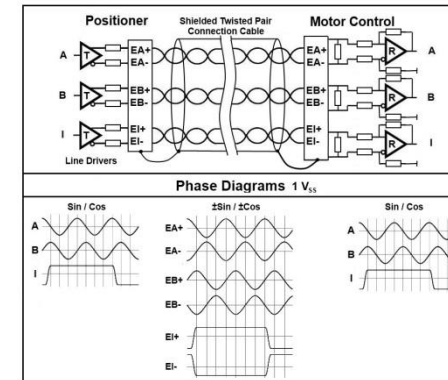 Positioner
Shielded Twisted Pair
Connection Cable
Motor Control
A
T
EA+
EA-
EA+
EA-
R
A
B
T
EB+
EB-
EB+
EB-
R
B
I
T
EI+
EI-
EI+
EI-
R
I
Line Drivers
Phase Diagrams 1 Vss
Sin / Cos
±Sin / ±Cos
Sin / Cos
A
B
I
EA+
EA-
EB+
EB-
EI+
EI-
A
B
I